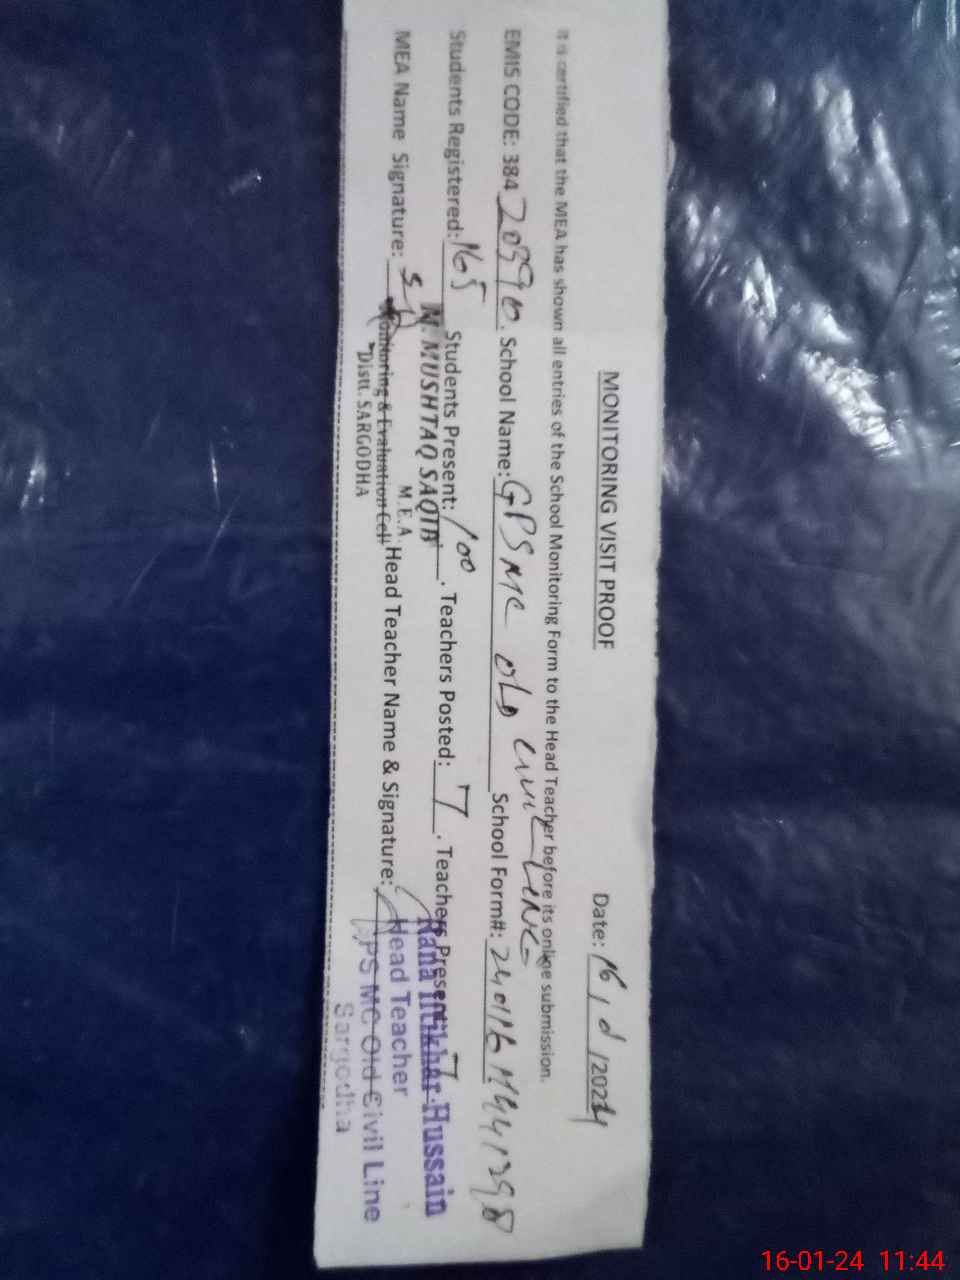 MONITORING VISIT PROOF
Date: 16 / 01 / 2024
It is certified that the MEA has shown all entries of the School Monitoring Form to the Head Teacher before its online submission.
EMIS CODE: 384 School Name: GPS MC OLD CIVIL LINE School Form#:
Students Registered: 165 Students Present: 100 . Teachers Posted: 7 . Teachers Present: 7
MEA Name Signature: Head Teacher Name & Signature:
M. MUSHTAQ SAQIB
M.E.A
Monitoring & Evaluation Cell
Distt. SARGODHA
Rana Iftikhar Hussain
Head Teacher
GPS MC Old Civil Line
Sargodha
16-01-24 11:44